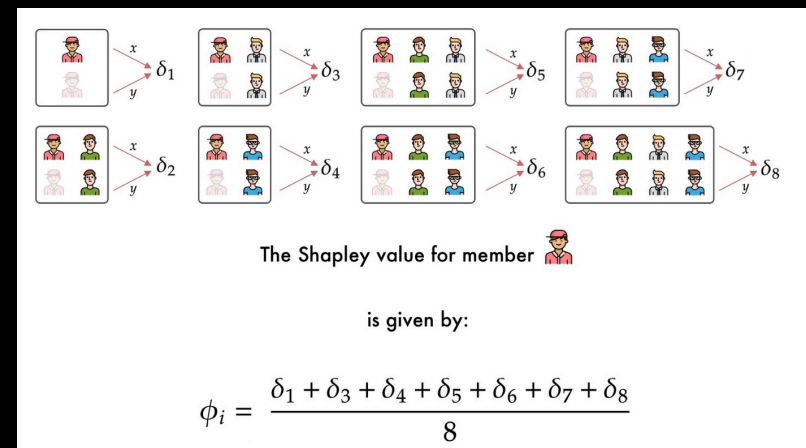 x y δ1
x y δ3
x y δ5
x y δ7
x y δ2
x y δ4
x y δ6
x y δ8
The Shapley value for member
is given by:
ϕi = δ1 + δ3 + δ4 + δ5 + δ6 + δ7 + δ8
8